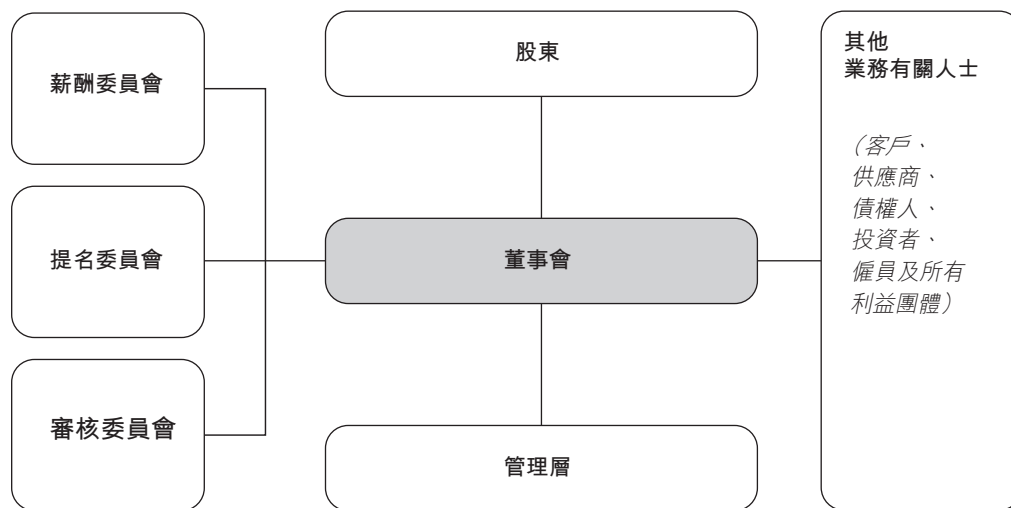 薪酬委員會
提名委員會
審核委員會
股東
董事會
管理層
其他
業務有關人士
(客戶、
供應商、
債權人、
投資者、
僱員及所有
利益團體)